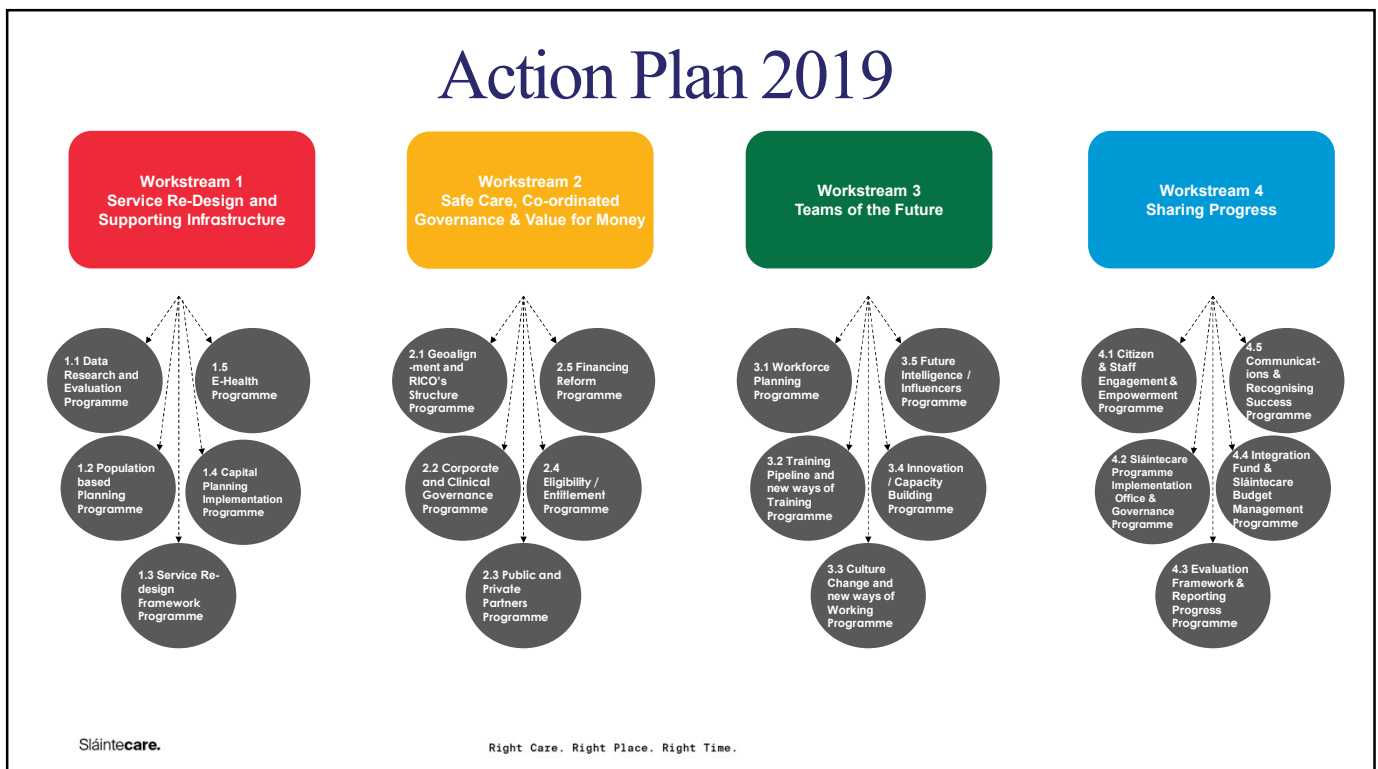 Action Plan 2019
Workstream 1
Service Re-Design and
Supporting Infrastructure
Workstream 2
Safe Care, Co-ordinated
Governance & Value for Money
Workstream 3
Teams of the Future
Workstream 4
Sharing Progress
1.1 Data
Research and
Evaluation
Programme
1.5
E-Health
Programme
1.2 Population
based
Planning
Programme
1.4 Capital
Planning
Implementation
Programme
1.3 Service Re-
design
Framework
Programme
2.1 Geoalign
-ment and
RICO's
Structure
Programme
2.5 Financing
Reform
Programme
2.2 Corporate
and Clinical
Governance
Programme
2.4
Eligibility /
Entitlement
Programme
2.3 Public and
Private
Partners
Programme
3.1 Workforce
Planning
Programme
3.5 Future
Intelligence /
Influencers
Programme
3.2 Training
Pipeline and
new ways of
Training
Programme
3.4 Innovation
/ Capacity
Building
Programme
3.3 Culture
Change and
new ways of
Working
Programme
4.1 Citizen
& Staff
Engagement &
Empowerment
Programme
4.5
Communicat-
ions &
Recognising
Success
Programme
4.2 Sláintecare
Programme
Implementation
Office &
Governance
Programme
4.4 Integration
Fund &
Sláintecare
Budget
Management
Programme
4.3 Evaluation
Framework &
Reporting
Progress
Programme
Sláintecare.
Right Care. Right Place. Right Time.